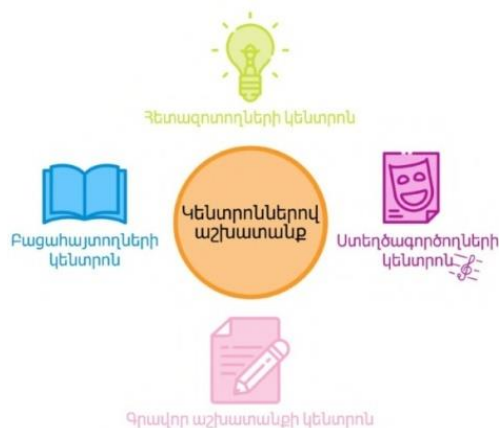 Հետազոտողների կենտրոն
Բացահայտողների
կենտրոն
Կենտրոններով
աշխատանք
Ստեղծագործողների
կենտրոն
Գրավոր աշխատանքի կենտրոն